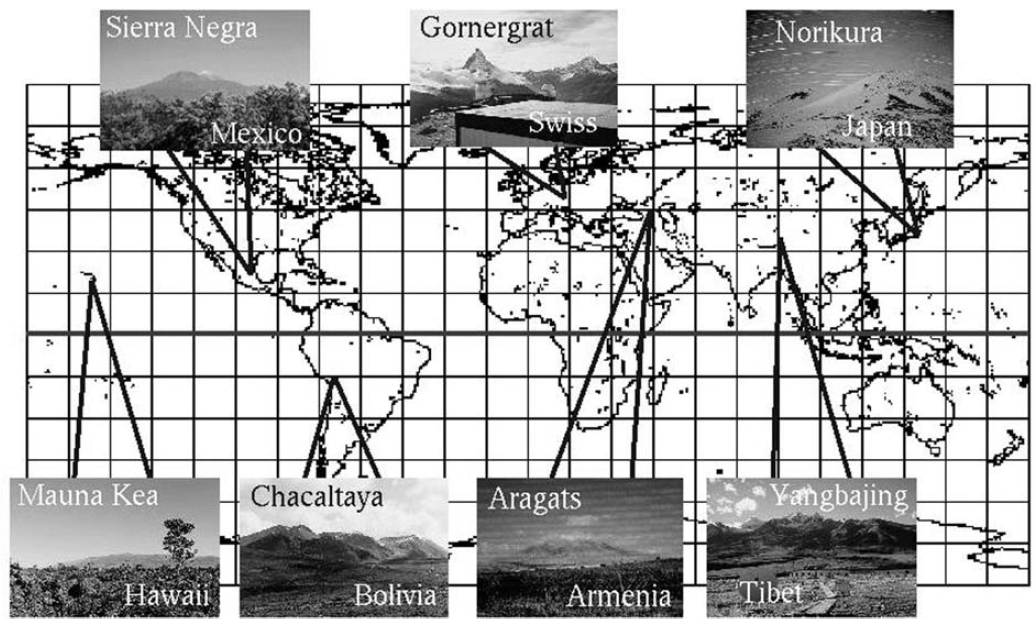 Sierra Negra
Mexico
Gornergrat
Swiss
Norikura
Japan
Mauna Kea
Hawaii
Chacaltaya
Bolivia
Aragats
Armenia
Yangbajing
Tibet